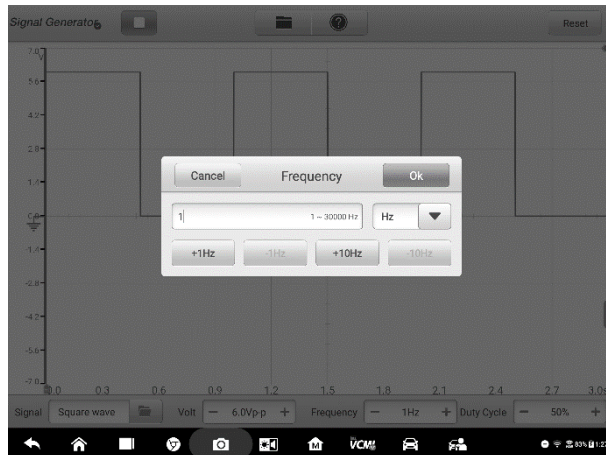 Signal Generator
Reset
7.0
V
5.6
4.2
2.8
1.4
0.0
-1.4
-2.8
-4.2
-5.6
-7.0
Cancel Frequency Ok
1 1 ~ 30000 Hz Hz
+1Hz -1Hz +10Hz -10Hz
0.0 0.3 0.6 0.9 1.2 1.5 1.8 2.1 2.4 2.7 3.0s
Signal Square wave Volt − 6.0Vp-p + Frequency − 1Hz + Duty Cycle − 50% +
VCMI 83% 1:27